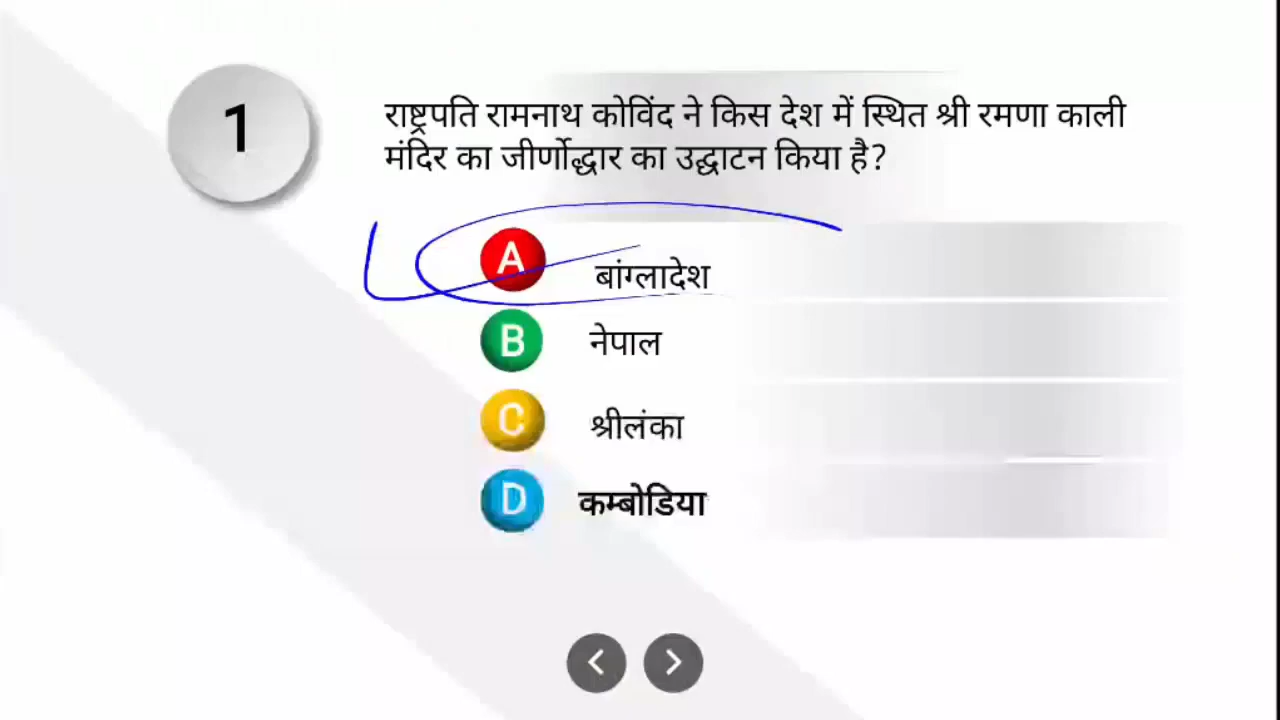 1
राष्ट्रपति रामनाथ कोविंद ने किस देश में स्थित श्री रमणा काली
मंदिर का जीर्णोद्धार का उद्घाटन किया है?
A बांग्लादेश
B नेपाल
C श्रीलंका
D कम्बोडिया